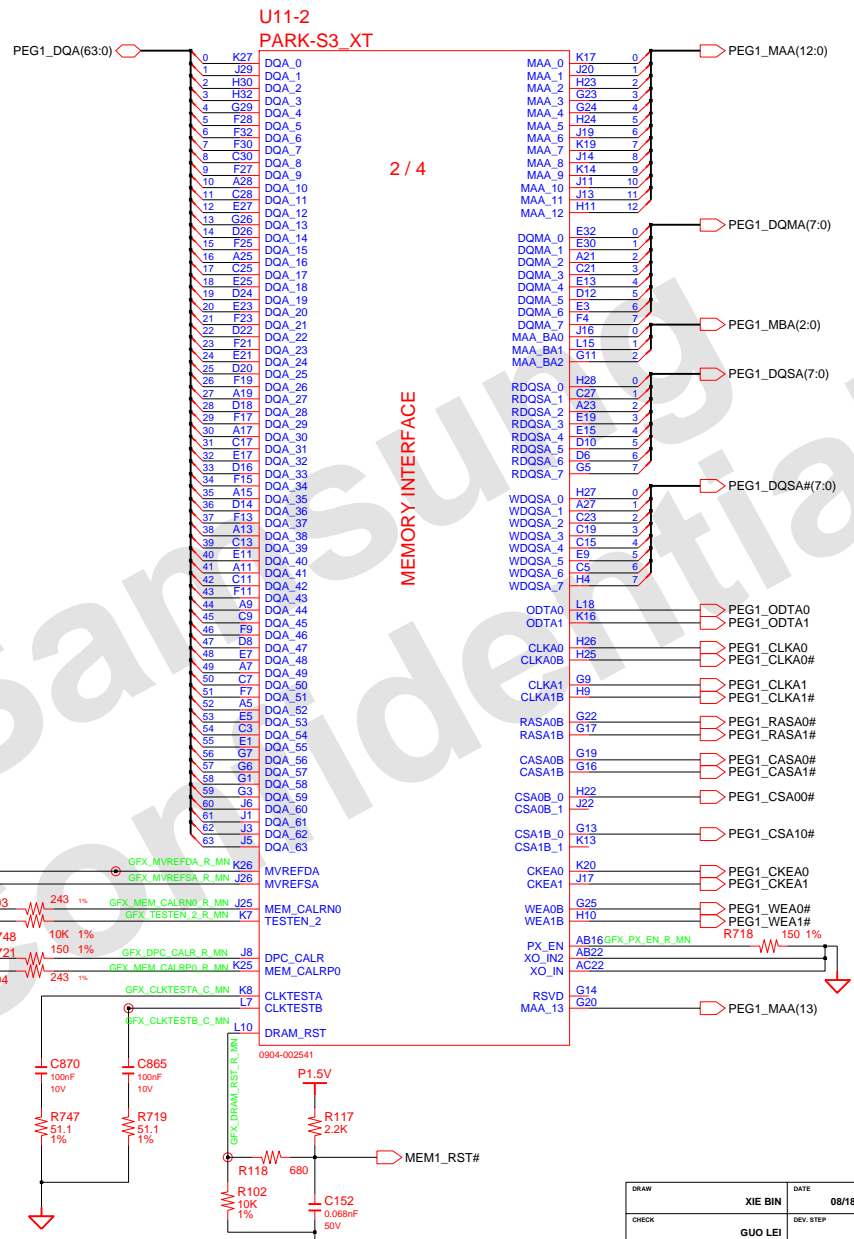 U11-2
PARK-S3_XT
PEG1_DQA(63:0)
2 / 4
MEMORY INTERFACE
0 K27 DQA_0
1 J29 DQA_1
2 H30 DQA_2
3 H32 DQA_3
4 G29 DQA_4
5 F28 DQA_5
6 F32 DQA_6
7 F30 DQA_7
8 C30 DQA_8
9 F27 DQA_9
10 A28 DQA_10
11 C28 DQA_11
12 E27 DQA_12
13 G26 DQA_13
14 D26 DQA_14
15 F25 DQA_15
16 A25 DQA_16
17 C25 DQA_17
18 E25 DQA_18
19 D24 DQA_19
20 E23 DQA_20
21 F23 DQA_21
22 D22 DQA_22
23 F21 DQA_23
24 E21 DQA_24
25 D20 DQA_25
26 F19 DQA_26
27 A19 DQA_27
28 D18 DQA_28
29 F17 DQA_29
30 A17 DQA_30
31 C17 DQA_31
32 E17 DQA_32
33 D16 DQA_33
34 F15 DQA_34
35 A15 DQA_35
36 D14 DQA_36
37 F13 DQA_37
38 A13 DQA_38
39 C13 DQA_39
40 E11 DQA_40
41 A11 DQA_41
42 C11 DQA_42
43 F11 DQA_43
44 A9 DQA_44
45 C9 DQA_45
46 F9 DQA_46
47 D8 DQA_47
48 E7 DQA_48
49 A7 DQA_49
50 C7 DQA_50
51 F7 DQA_51
52 A5 DQA_52
53 E5 DQA_53
54 C3 DQA_54
55 E1 DQA_55
56 G7 DQA_56
57 G6 DQA_57
58 G1 DQA_58
59 G3 DQA_59
60 J6 DQA_60
61 J1 DQA_61
62 J3 DQA_62
63 J5 DQA_63
GFX_MVREFDA_R_MN K26 MVREFDA
GFX_MVREFSA_R_MN J26 MVREFSA
243 1% GFX_MEM_CALRN0_R_MN J25 MEM_CALRN0
10K 1% GFX_TESTEN_2_R_MN K7 TESTEN_2
150 1% GFX_DPC_CALR_R_MN J8 DPC_CALR
243 1% GFX_MEM_CALRP0_R_MN K25 MEM_CALRP0
GFX_CLKTESTA_C_MN K8 CLKTESTA
GFX_CLKTESTB_C_MN L7 CLKTESTB
GFX_DRAM_RST_R_MN L10 DRAM_RST
0904-002541
MAA_0 K17 0 PEG1_MAA(12:0)
MAA_1 J20 1
MAA_2 H23 2
MAA_3 G23 3
MAA_4 G24 4
MAA_5 H24 5
MAA_6 J19 6
MAA_7 K19 7
MAA_8 J14 8
MAA_9 K14 9
MAA_10 J11 10
MAA_11 J13 11
MAA_12 H11 12
DQMA_0 E32 0 PEG1_DQMA(7:0)
DQMA_1 E30 1
DQMA_2 A21 2
DQMA_3 C21 3
DQMA_4 E13 4
DQMA_5 D12 5
DQMA_6 E3 6
DQMA_7 F4 7
MAA_BA0 J16 0 PEG1_MBA(2:0)
MAA_BA1 L15 1
MAA_BA2 G11 2
RDQSA_0 H28 0 PEG1_DQSA(7:0)
RDQSA_1 C27 1
RDQSA_2 A23 2
RDQSA_3 E19 3
RDQSA_4 E15 4
RDQSA_5 D10 5
RDQSA_6 D6 6
RDQSA_7 G5 7
WDQSA_0 H27 0 PEG1_DQSA#(7:0)
WDQSA_1 A27 1
WDQSA_2 C23 2
WDQSA_3 C19 3
WDQSA_4 C15 4
WDQSA_5 E9 5
WDQSA_6 C5 6
WDQSA_7 H4 7
ODTA0 L18 PEG1_ODTA0
ODTA1 K16 PEG1_ODTA1
CLKA0 H26 PEG1_CLKA0
CLKA0B H25 PEG1_CLKA0#
CLKA1 G9 PEG1_CLKA1
CLKA1B H9 PEG1_CLKA1#
RASA0B G22 PEG1_RASA0#
RASA1B G17 PEG1_RASA1#
CASA0B G19 PEG1_CASA0#
CASA1B G16 PEG1_CASA1#
CSA0B_0 H22 PEG1_CSA00#
CSA0B_1 J22
CSA1B_0 G13 PEG1_CSA10#
CSA1B_1 K13
CKEA0 K20 PEG1_CKEA0
CKEA1 J17 PEG1_CKEA1
WEA0B G25 PEG1_WEA0#
WEA1B H10 PEG1_WEA1#
PX_EN AB16 GFX_PX_EN_R_MN R718 150 1%
XO_IN2 AB22
XO_IN AC22
RSVD G14
MAA_13 G20 PEG1_MAA(13)
C870
100nF
10V
C865
100nF
10V
R747
51.1
1%
R719
51.1
1%
P1.5V
R117
2.2K
R118 680
MEM1_RST#
R102
10K
1%
C152
0.068nF
50V
DRAW
XIE BIN
DATE
08/18
CHECK
GUO LEI
DEV. STEP
Samsung
Confidential